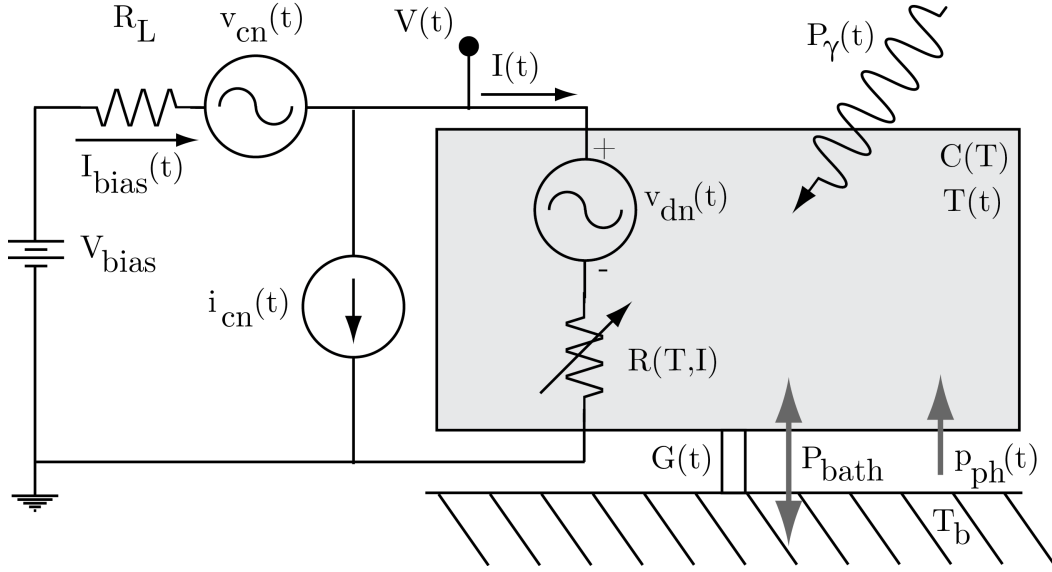 R_L
v_cn(t)
V(t)
I(t)
P_γ(t)
I_bias(t)
+
C(T)
T(t)
v_dn(t)
V_bias
-
i_cn(t)
R(T,I)
G(t)
P_bath
p_ph(t)
T_b